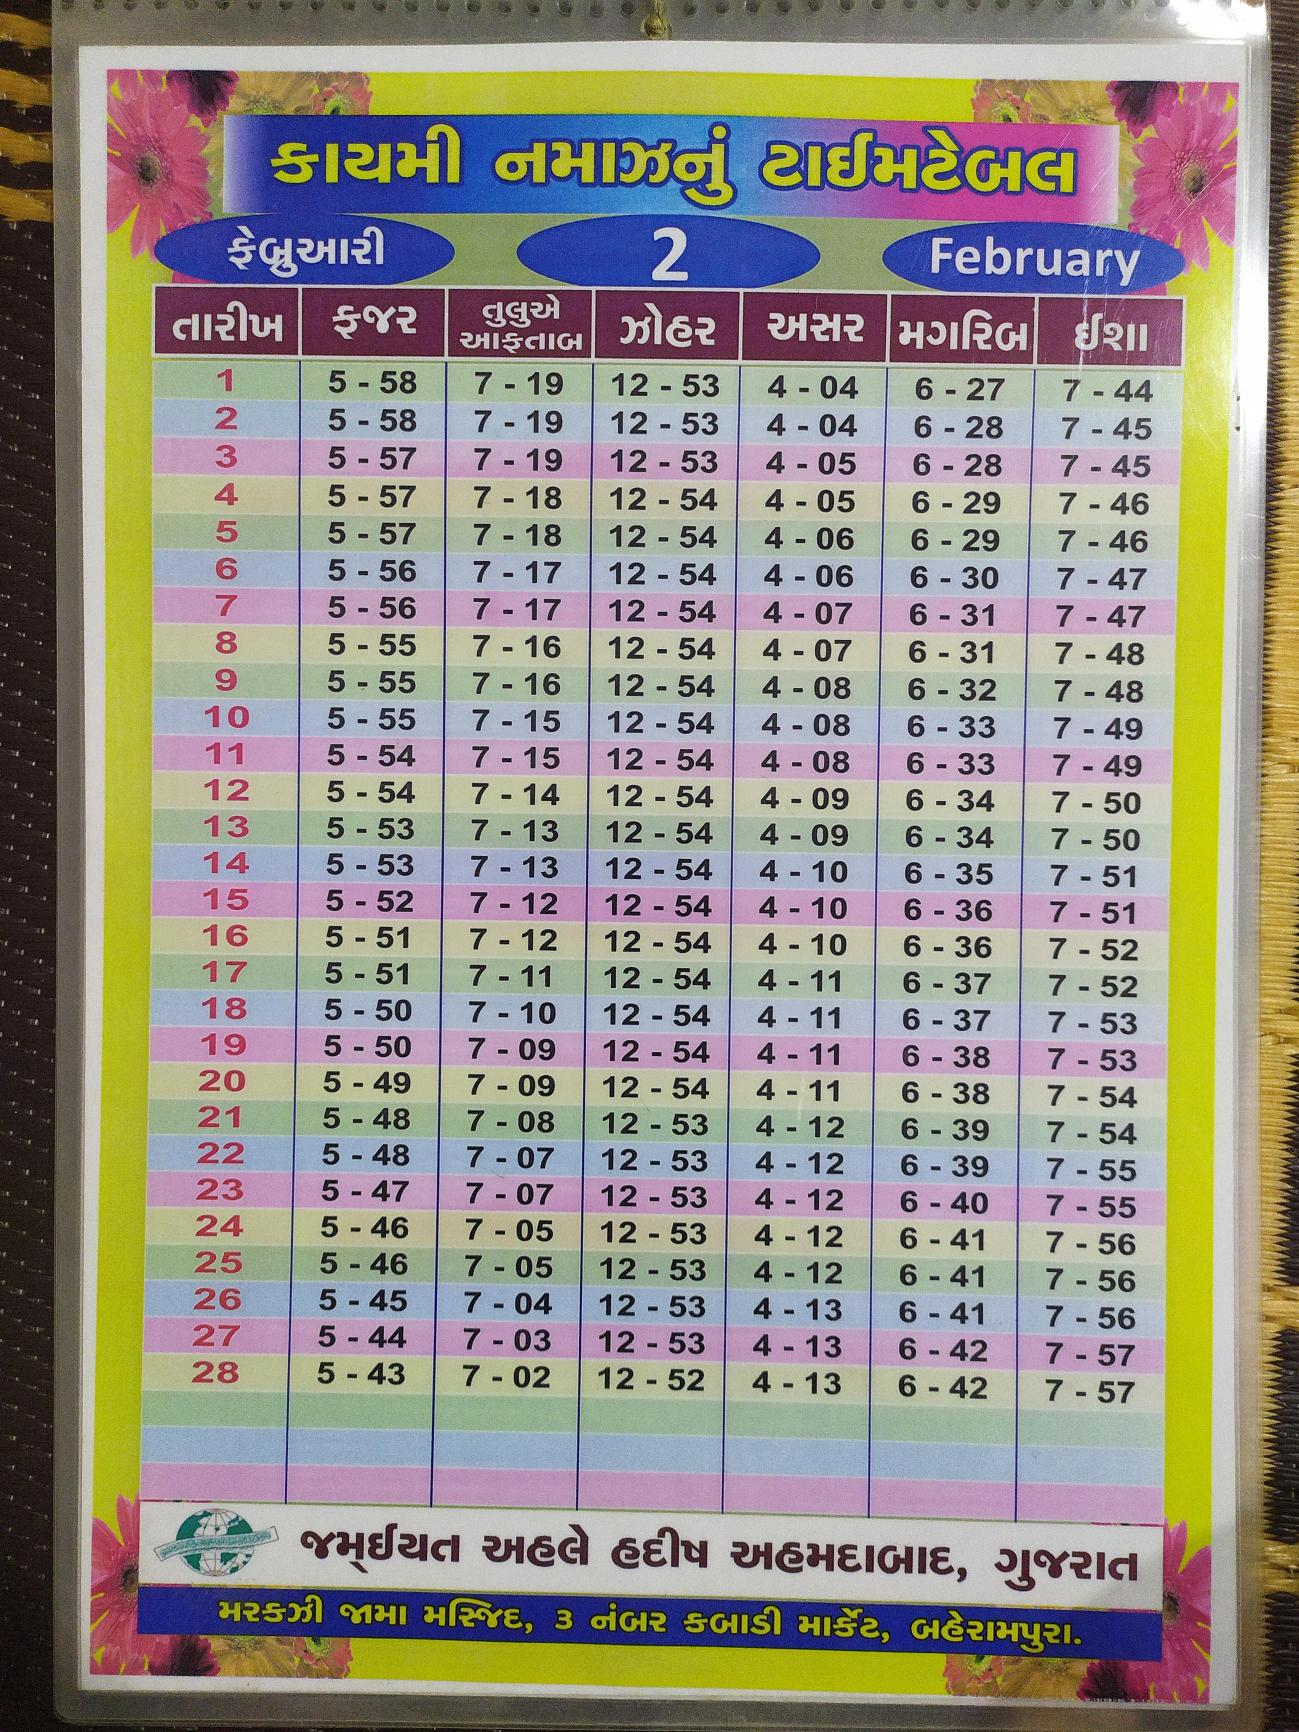 કાયમી નમાઝનું ટાઈમટેબલ
ફેબ્રુઆરી 2 February
તારીખ ફજર તુલુએ આફતાબ ઝોહર અસર મગરિબ ઈશા
1 5 - 58 7 - 19 12 - 53 4 - 04 6 - 27 7 - 44
2 5 - 58 7 - 19 12 - 53 4 - 04 6 - 28 7 - 45
3 5 - 57 7 - 19 12 - 53 4 - 05 6 - 28 7 - 45
4 5 - 57 7 - 18 12 - 54 4 - 05 6 - 29 7 - 46
5 5 - 57 7 - 18 12 - 54 4 - 06 6 - 29 7 - 46
6 5 - 56 7 - 17 12 - 54 4 - 06 6 - 30 7 - 47
7 5 - 56 7 - 17 12 - 54 4 - 07 6 - 31 7 - 47
8 5 - 55 7 - 16 12 - 54 4 - 07 6 - 31 7 - 48
9 5 - 55 7 - 16 12 - 54 4 - 08 6 - 32 7 - 48
10 5 - 55 7 - 15 12 - 54 4 - 08 6 - 33 7 - 49
11 5 - 54 7 - 15 12 - 54 4 - 08 6 - 33 7 - 49
12 5 - 54 7 - 14 12 - 54 4 - 09 6 - 34 7 - 50
13 5 - 53 7 - 13 12 - 54 4 - 09 6 - 34 7 - 50
14 5 - 53 7 - 13 12 - 54 4 - 10 6 - 35 7 - 51
15 5 - 52 7 - 12 12 - 54 4 - 10 6 - 36 7 - 51
16 5 - 51 7 - 12 12 - 54 4 - 10 6 - 36 7 - 52
17 5 - 51 7 - 11 12 - 54 4 - 11 6 - 37 7 - 52
18 5 - 50 7 - 10 12 - 54 4 - 11 6 - 37 7 - 53
19 5 - 50 7 - 09 12 - 54 4 - 11 6 - 38 7 - 53
20 5 - 49 7 - 09 12 - 54 4 - 11 6 - 38 7 - 54
21 5 - 48 7 - 08 12 - 53 4 - 12 6 - 39 7 - 54
22 5 - 48 7 - 07 12 - 53 4 - 12 6 - 39 7 - 55
23 5 - 47 7 - 07 12 - 53 4 - 12 6 - 40 7 - 55
24 5 - 46 7 - 05 12 - 53 4 - 12 6 - 41 7 - 56
25 5 - 46 7 - 05 12 - 53 4 - 12 6 - 41 7 - 56
26 5 - 45 7 - 04 12 - 53 4 - 13 6 - 41 7 - 56
27 5 - 44 7 - 03 12 - 53 4 - 13 6 - 42 7 - 57
28 5 - 43 7 - 02 12 - 52 4 - 13 6 - 42 7 - 57
જમ્ઈયત અહલે હદીષ અહમદાબાદ, ગુજરાત
મરકઝી જામા મસ્જિદ, ૩ નંબર કબાડી માર્કેટ, બહેરામપુરા.